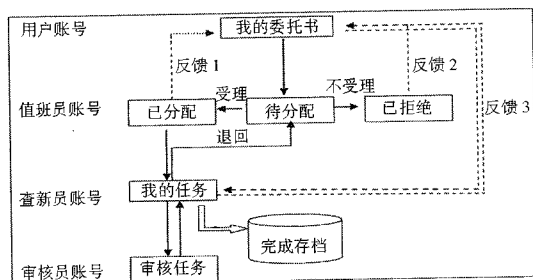 用户账号
我的委托书
反馈 1
反馈 2
反馈 3
受理
不受理
值班员账号
已分配
待分配
已拒绝
退回
查新员账号
我的任务
完成存档
审核员账号
审核任务